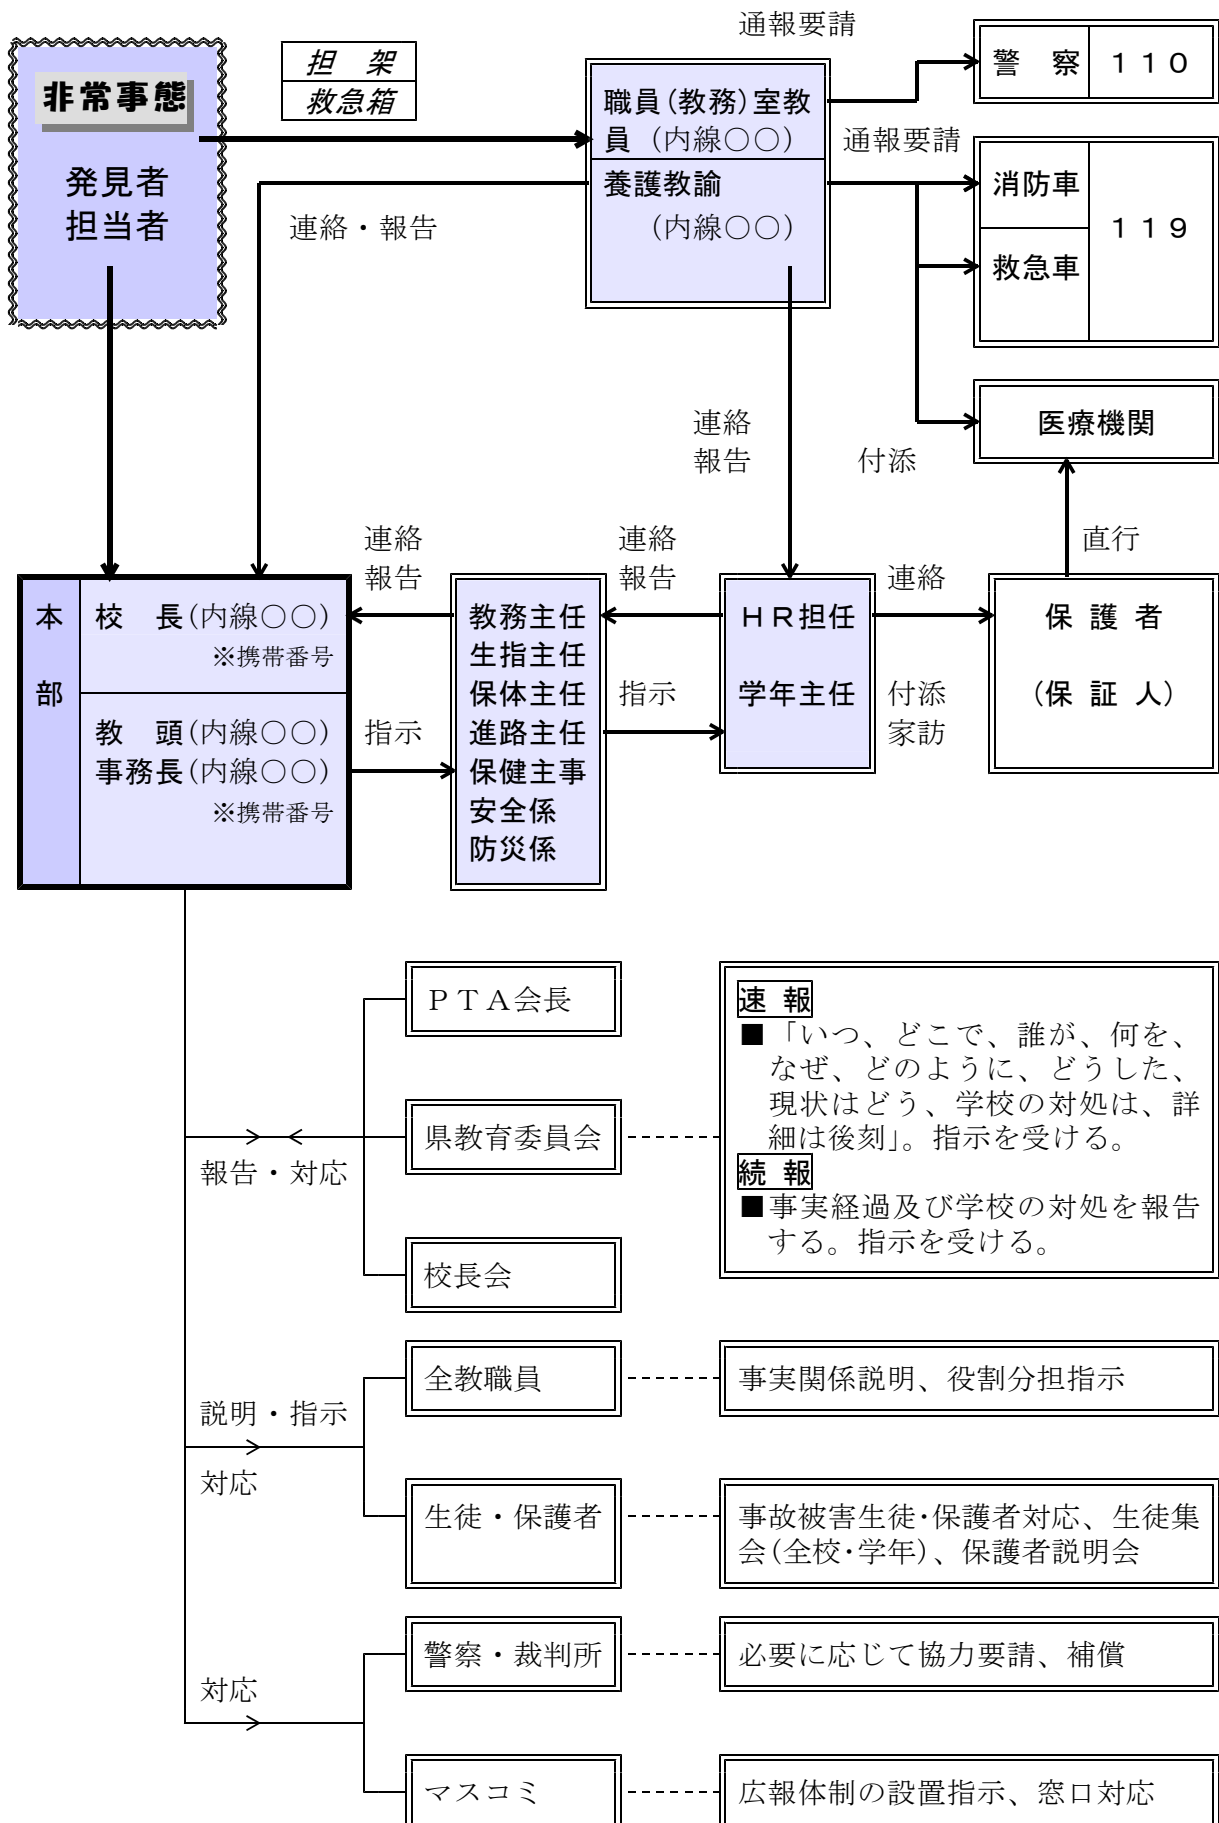 通報要請
警　察
１１０
担　架
救急箱
非常事態
発見者
担当者
職員(教務)室教
員（内線○○）
養護教諭
（内線○○）
通報要請
消防車
救急車
１１９
連絡・報告
連絡
報告
付添
医療機関
直行
連絡
報告
連絡
報告
連絡
本
部
校　長(内線○○)
※携帯番号
教　頭(内線○○)
事務長(内線○○)
※携帯番号
指示
教務主任
生指主任
保体主任
進路主任
保健主事
安全係
防災係
指示
ＨＲ担任
学年主任
付添
家訪
保 護 者
（保 証 人）
ＰＴＡ会長
県教育委員会
校長会
報告・対応
速 報
■「いつ、どこで、誰が、何を、
なぜ、どのように、どうした、
現状はどう、学校の対処は、詳
細は後刻」。指示を受ける。
続 報
■事実経過及び学校の対処を報告
する。指示を受ける。
説明・指示
対応
全教職員
事実関係説明、役割分担指示
生徒・保護者
事故被害生徒･保護者対応、生徒集
会(全校･学年)、保護者説明会
対応
警察・裁判所
必要に応じて協力要請、補償
マスコミ
広報体制の設置指示、窓口対応